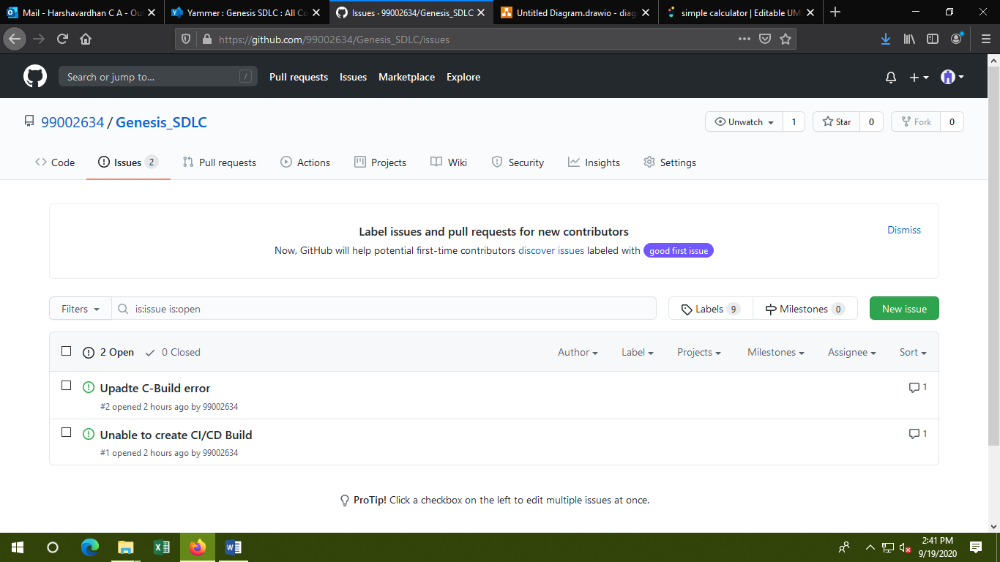 Mail - Harshavardhan C A - Ou
Yammer : Genesis SDLC : All Co
Issues · 99002634/Genesis_SDLC
Untitled Diagram.drawio - diag
simple calculator | Editable UM
https://github.com/99002634/Genesis_SDLC/issues
Search or jump to...
/
Pull requests
Issues
Marketplace
Explore
99002634 / Genesis_SDLC
Unwatch
1
Star
0
Fork
0
Code
Issues 2
Pull requests
Actions
Projects
Wiki
Security
Insights
Settings
Label issues and pull requests for new contributors
Dismiss
Now, GitHub will help potential first-time contributors discover issues labeled with good first issue
Filters
is:issue is:open
Labels 9
Milestones 0
New issue
2 Open
0 Closed
Author
Label
Projects
Milestones
Assignee
Sort
Upadte C-Build error
1
#2 opened 2 hours ago by 99002634
Unable to create CI/CD Build
1
#1 opened 2 hours ago by 99002634
ProTip! Click a checkbox on the left to edit multiple issues at once.
2:41 PM
9/19/2020